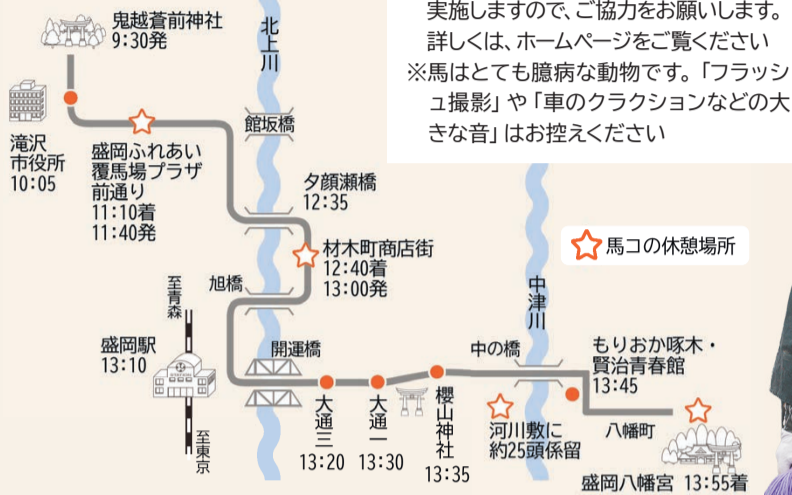 実施しますので、ご協力をお願いします。
詳しくは、ホームページをご覧ください
※馬はとても臆病な動物です。「フラッシ
ュ撮影」や「車のクラクションなどの大
きな音」はお控えください
鬼越蒼前神社
9:30発
北上川
滝沢
市役所
10:05
盛岡ふれあい
覆馬場プラザ
前通り
11:10着
11:40発
館坂橋
夕顔瀬橋
12:35
材木町商店街
12:40着
13:00発
馬コの休憩場所
旭橋
至青森
盛岡駅
13:10
至東京
開運橋
大通三
13:20
大通一
13:30
櫻山神社
13:35
中の橋
中津川
河川敷に
約25頭係留
もりおか啄木・
賢治青春館
13:45
八幡町
盛岡八幡宮 13:55着